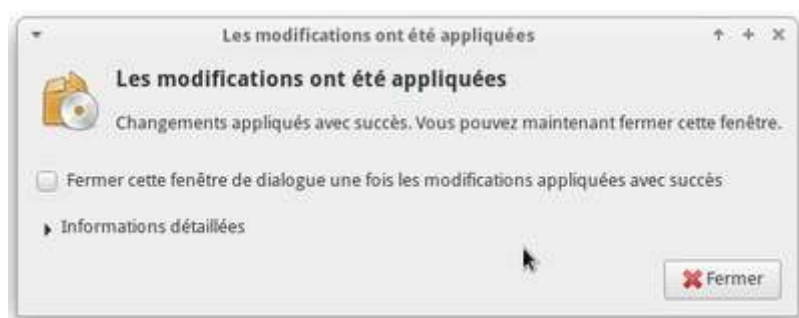 Les modifications ont été appliquées
Les modifications ont été appliquées
Changements appliqués avec succès. Vous pouvez maintenant fermer cette fenêtre.
Fermer cette fenêtre de dialogue une fois les modifications appliquées avec succès
Informations détaillées
Fermer